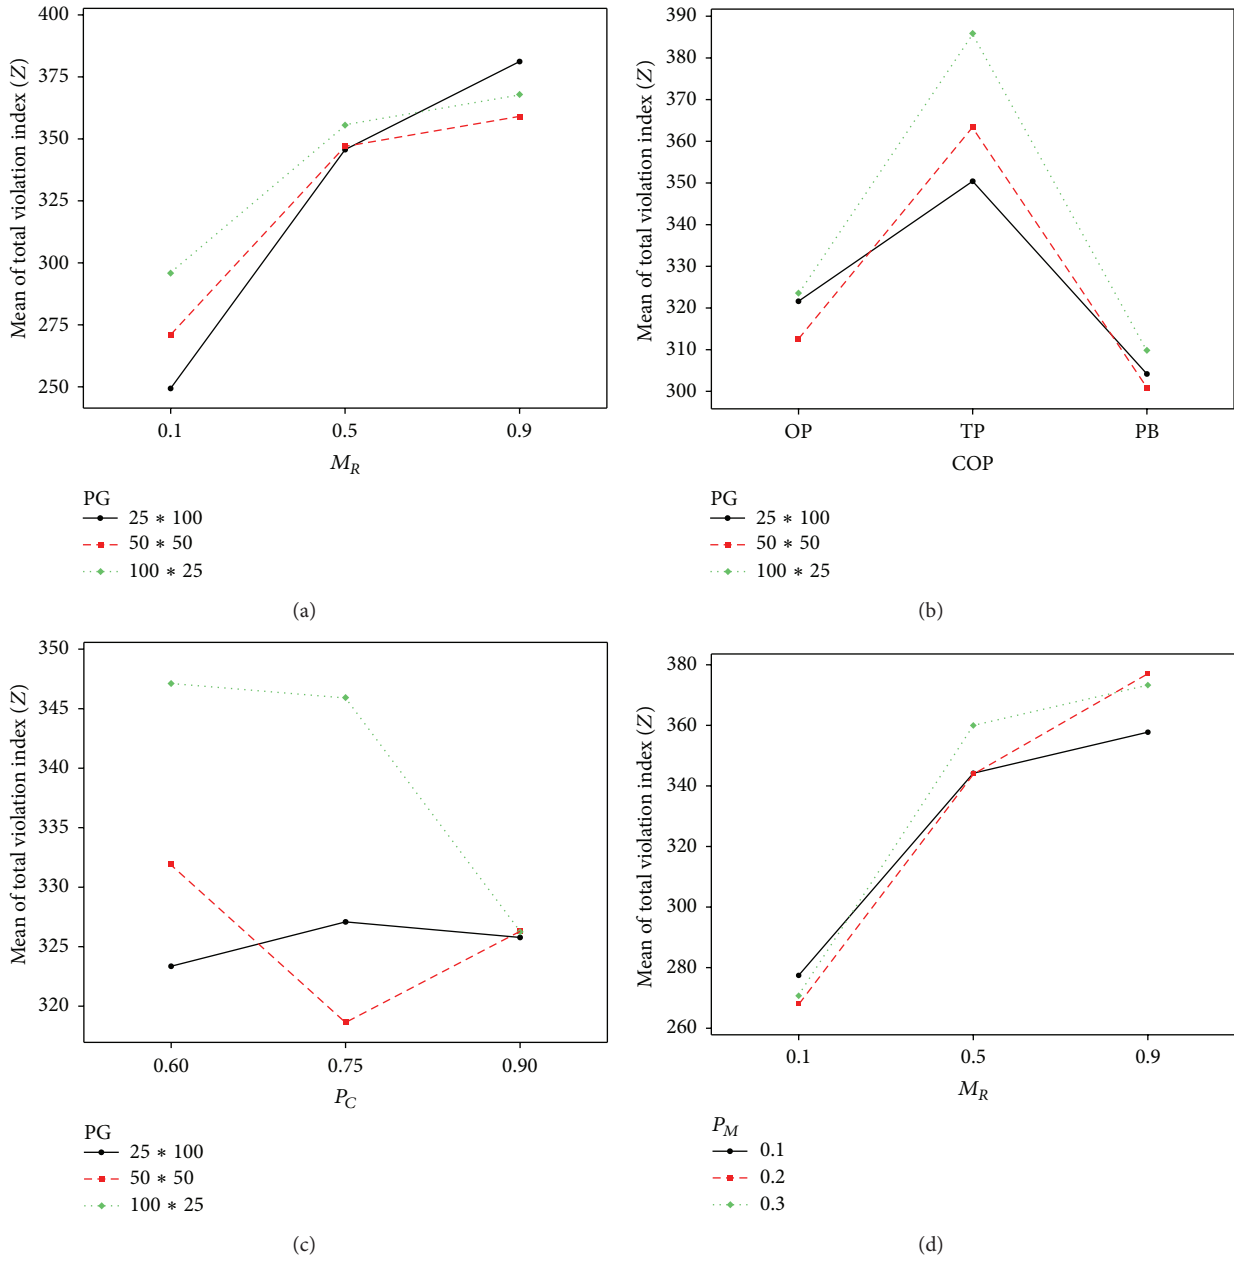 Mean of total violation index (Z)
400
375
350
325
300
275
250
0.1 0.5 0.9
M_R
PG
25 * 100
50 * 50
100 * 25
(a)
Mean of total violation index (Z)
390
380
370
360
350
340
330
320
310
300
OP TP PB
COP
PG
25 * 100
50 * 50
100 * 25
(b)
Mean of total violation index (Z)
350
345
340
335
330
325
320
0.60 0.75 0.90
P_C
PG
25 * 100
50 * 50
100 * 25
(c)
Mean of total violation index (Z)
380
360
340
320
300
280
260
0.1 0.5 0.9
M_R
P_M
0.1
0.2
0.3
(d)